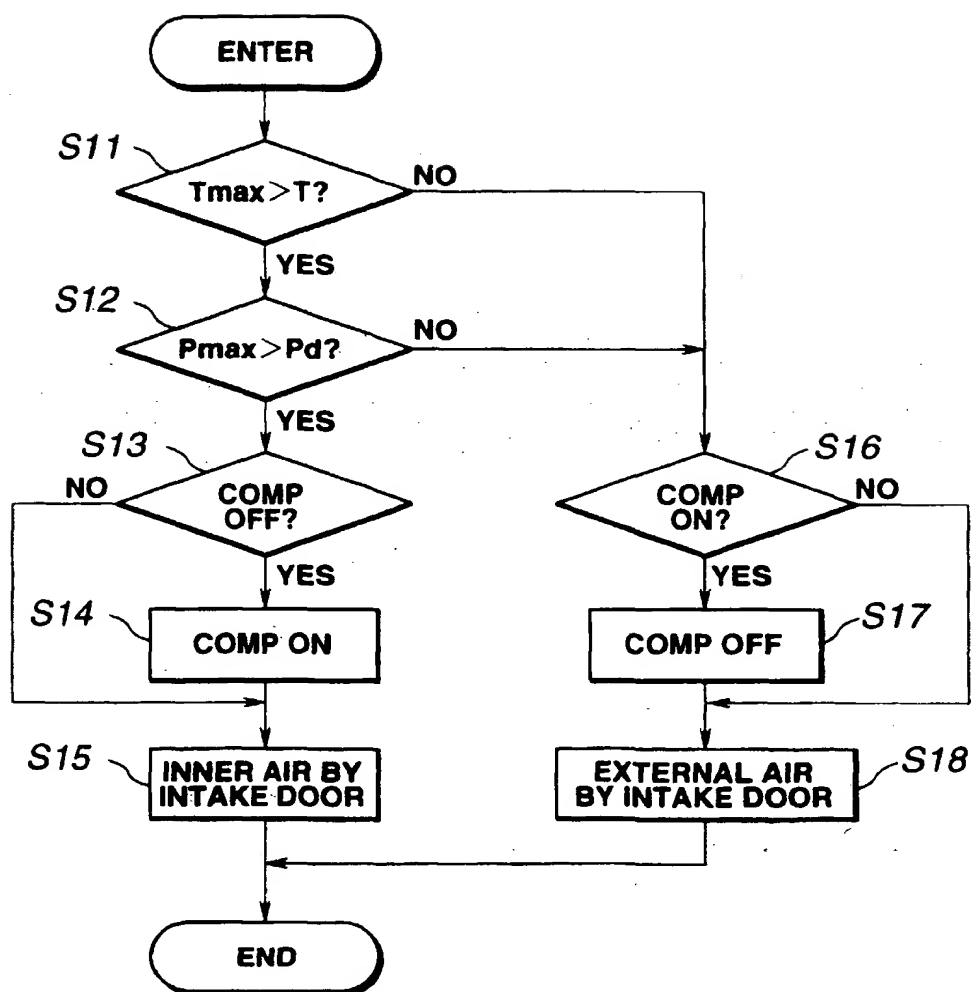 ENTER
S11
Tmax>T?
NO
YES
S12
Pmax>Pd?
NO
YES
S13
NO
COMP
OFF?
YES
S14
COMP ON
S15
INNER AIR BY
INTAKE DOOR
S16
COMP
ON?
NO
YES
S17
COMP OFF
S18
EXTERNAL AIR
BY INTAKE DOOR
END